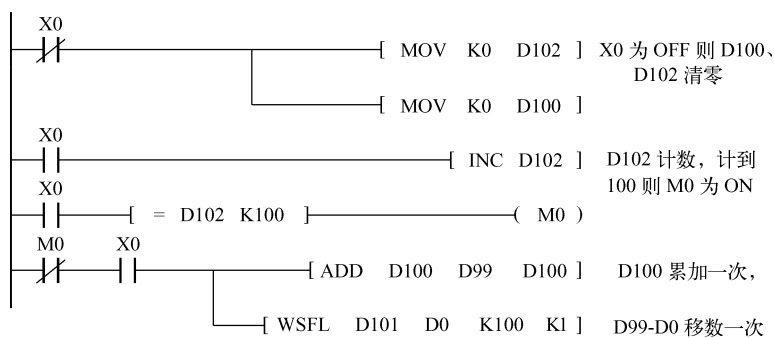 X0
[ MOV K0 D102 ] X0 为 OFF 则 D100、
D102 清零
[ MOV K0 D100 ]
X0
[ INC D102 ] D102 计数，计到
100 则 M0 为 ON
X0
[ = D102 K100 ] ( M0 )
M0 X0
[ ADD D100 D99 D100 ] D100 累加一次，
[ WSFL D101 D0 K100 K1 ] D99-D0 移数一次